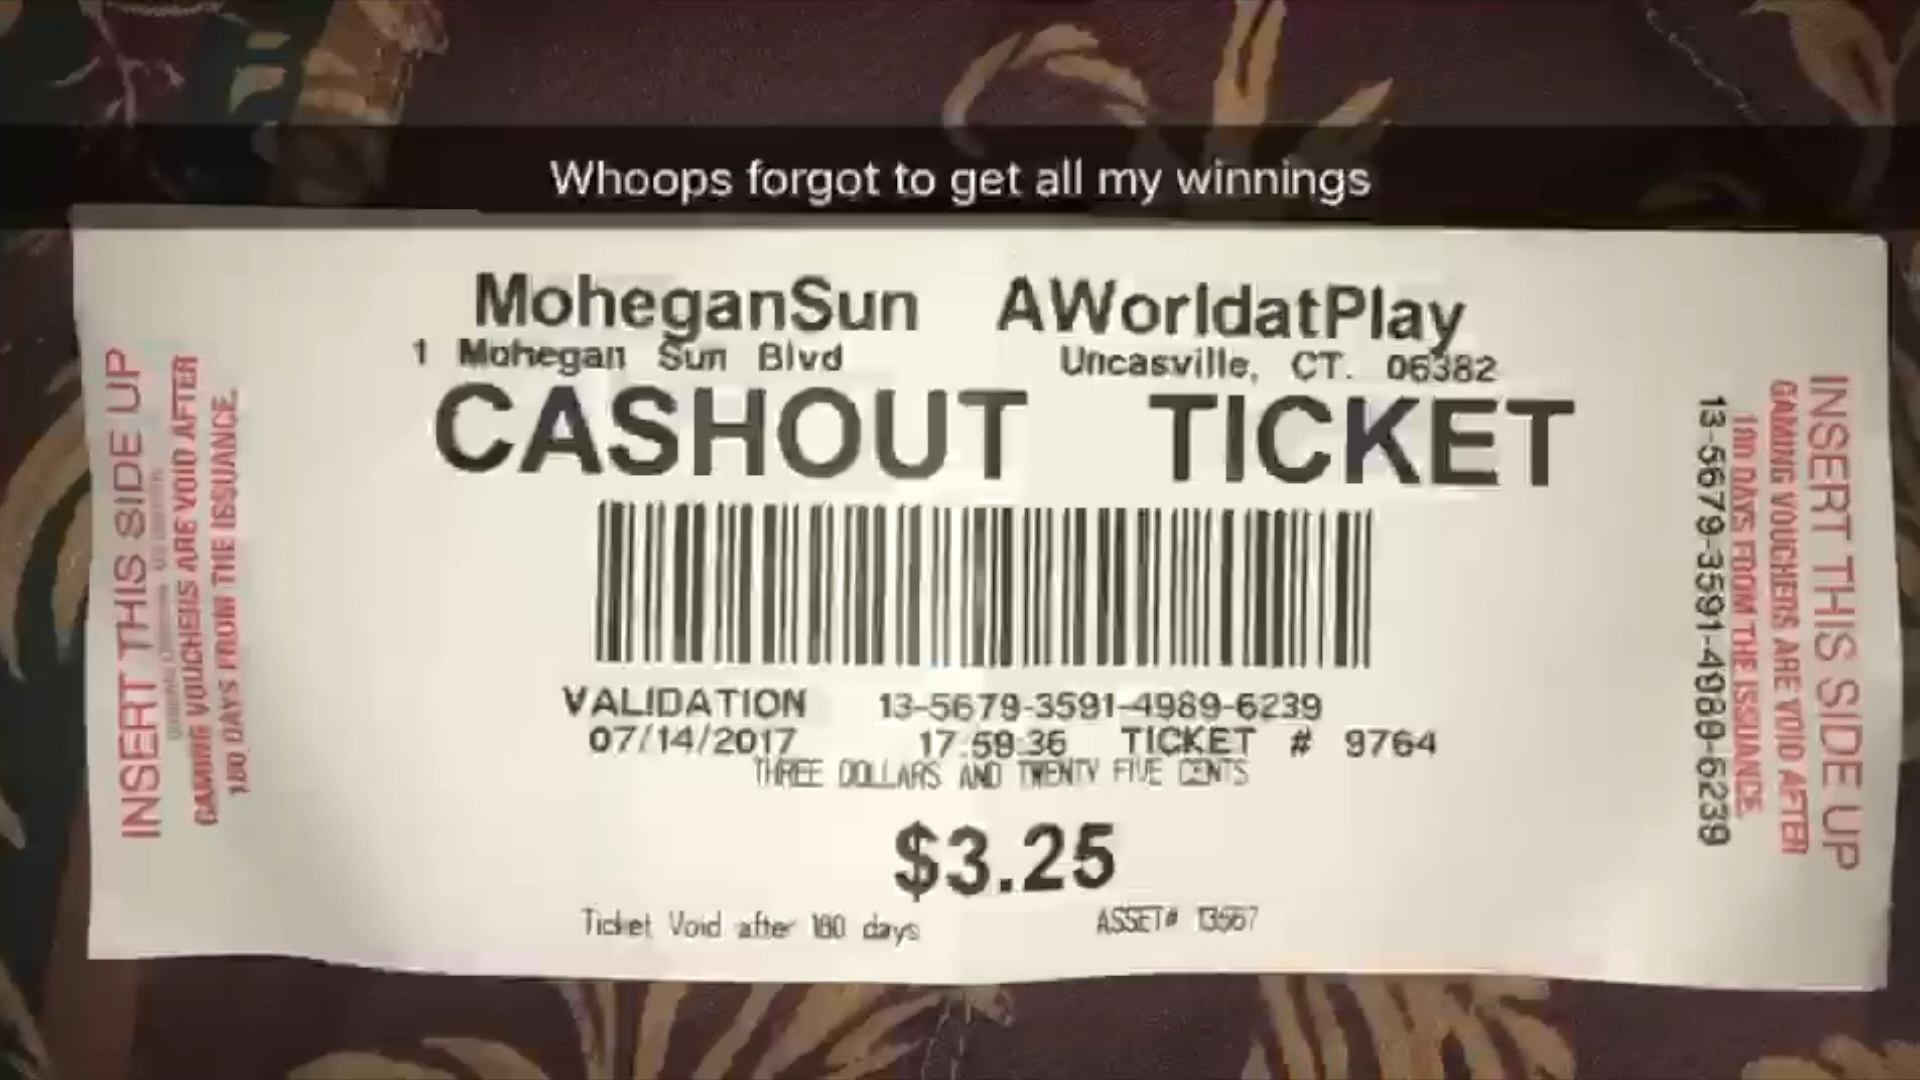 Whoops forgot to get all my winnings
MoheganSun AWorldatPlay
1 Mohegan Sun Blvd Uncasville, CT. 06382
CASHOUT TICKET
VALIDATION 13-5679-3591-4989-6239
07/14/2017 17:59:36 TICKET # 9764
THREE DOLLARS AND TWENTY FIVE CENTS
$3.25
Ticket Void after 180 days ASSET# 13567
INSERT THIS SIDE UP
GAMING VOUCHERS ARE VOID AFTER
180 DAYS FROM THE ISSUANCE.
INSERT THIS SIDE UP
GAMING VOUCHERS ARE VOID AFTER
180 DAYS FROM THE ISSUANCE.
13-5679-3591-4989-6239